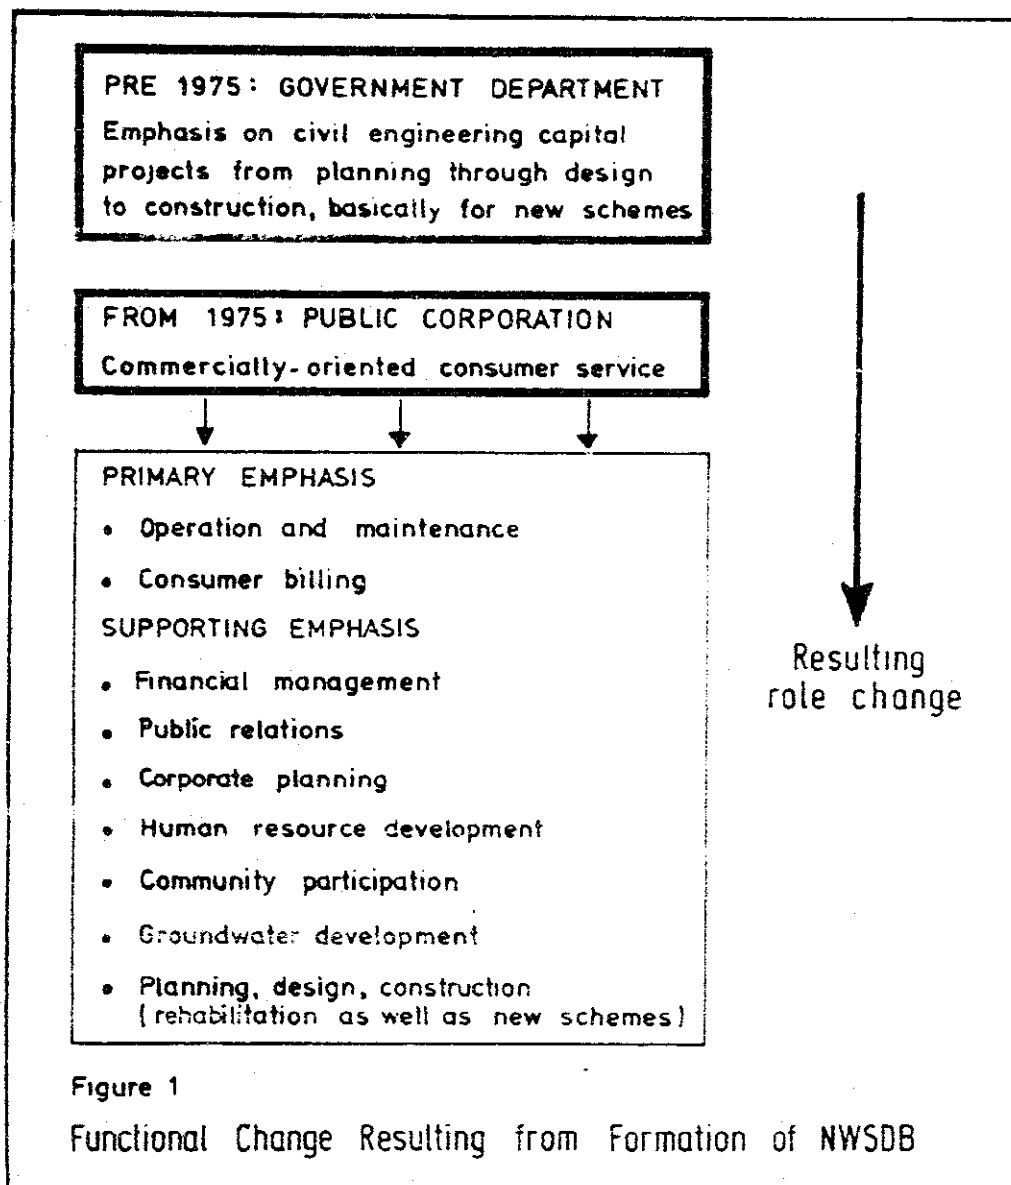 PRE 1975: GOVERNMENT DEPARTMENT
Emphasis on civil engineering capital
projects from planning through design
to construction, basically for new schemes
FROM 1975: PUBLIC CORPORATION
Commercially-oriented consumer service
PRIMARY EMPHASIS
• Operation and maintenance
• Consumer billing
SUPPORTING EMPHASIS
• Financial management
• Public relations
• Corporate planning
• Human resource development
• Community participation
• Groundwater development
• Planning, design, construction
(rehabilitation as well as new schemes)
Resulting
role change
Figure 1
Functional Change Resulting from Formation of NWSDB